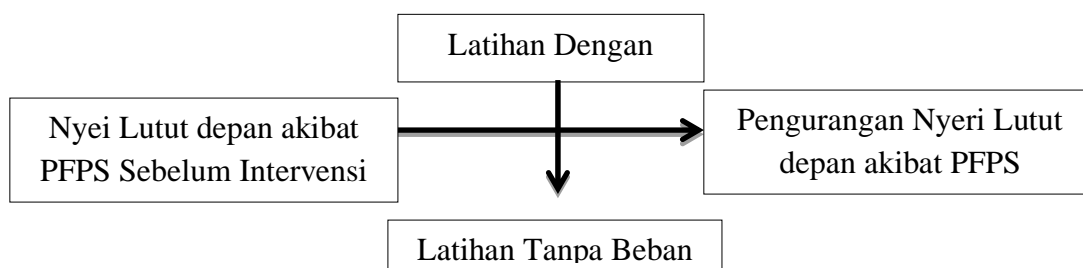 Latihan Dengan
Nyei Lutut depan akibat
PFPS Sebelum Intervensi
Pengurangan Nyeri Lutut
depan akibat PFPS
Latihan Tanpa Beban